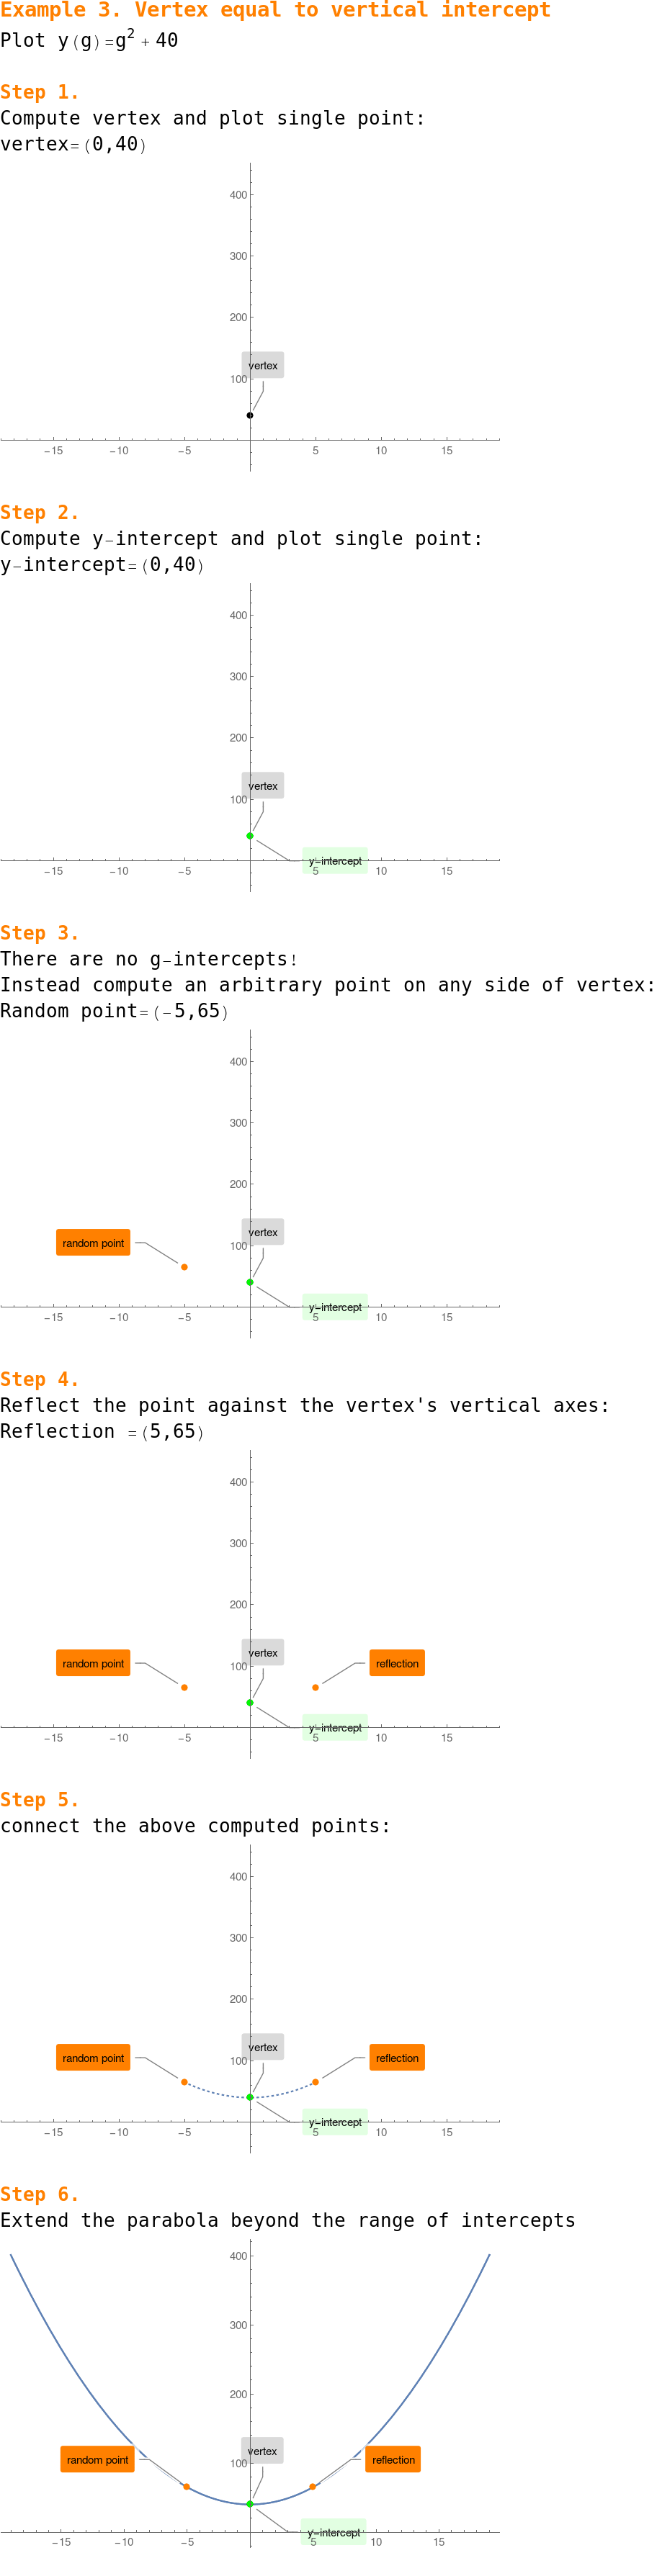 Example 3. Vertex equal to vertical intercept
Plot y(g)=g²+40
Step 1.
Compute vertex and plot single point:
vertex=(0,40)
400
300
200
vertex
100
−15 −10 −5 5 10 15
Step 2.
Compute y-intercept and plot single point:
y-intercept=(0,40)
400
300
200
vertex
100
y-intercept
−15 −10 −5 5 10 15
Step 3.
There are no g-intercepts!
Instead compute an arbitrary point on any side of vertex:
Random point=(-5,65)
400
300
200
vertex
random point 100
y-intercept
−15 −10 −5 5 10 15
Step 4.
Reflect the point against the vertex's vertical axes:
Reflection =(5,65)
400
300
200
vertex
random point 100 reflection
y-intercept
−15 −10 −5 5 10 15
Step 5.
connect the above computed points:
400
300
200
vertex
random point 100 reflection
y-intercept
−15 −10 −5 5 10 15
Step 6.
Extend the parabola beyond the range of intercepts
400
300
200
vertex
random point 100 reflection
y-intercept
−15 −10 −5 5 10 15